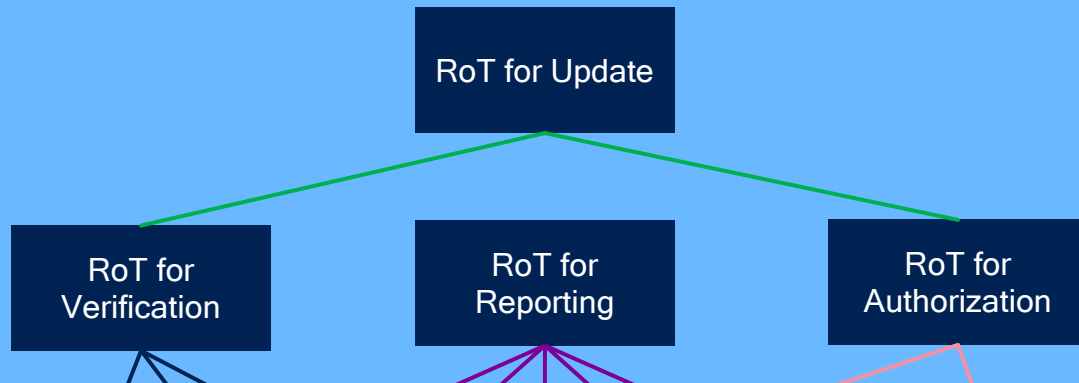 RoT for Update
RoT for
Verification
RoT for
Reporting
RoT for
Authorization